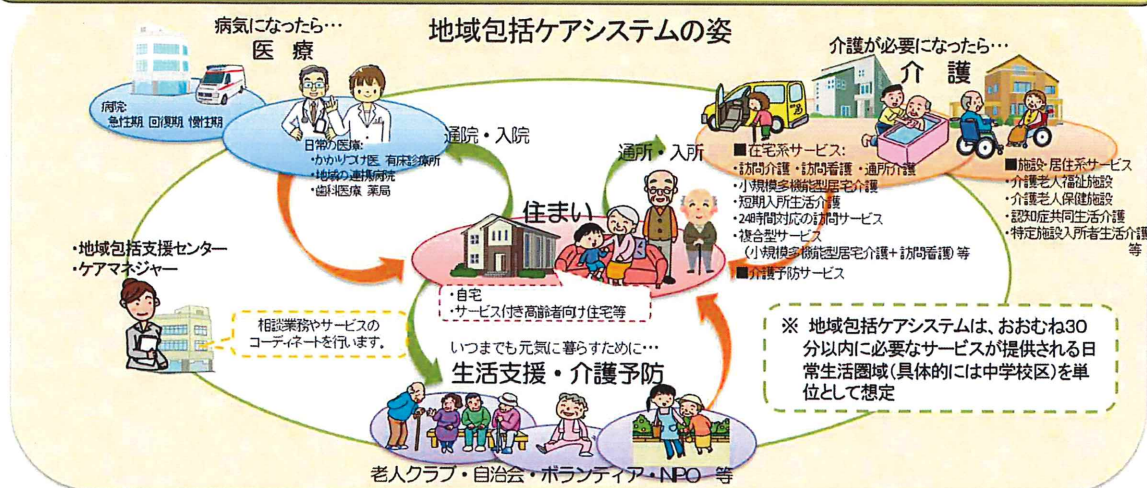 地域包括ケアシステムの姿
病気になったら…
医療
病院:
急性期 回復期 慢性期
日常の医療:
・かかりつけ医 有床診療所
・地域の連携病院
・歯科医療 薬局
通院・入院
通所・入所
介護が必要になったら…
介護
■在宅系サービス:
・訪問介護・訪問看護・通所介護
・小規模多機能型居宅介護
・短期入所生活介護
・24時間対応の訪問サービス
・複合型サービス
(小規模多機能型居宅介護+訪問看護)等
■介護予防サービス
■施設・居住系サービス
・介護老人福祉施設
・介護老人保健施設
・認知症共同生活介護
・特定施設入所者生活介護
等
住まい
・自宅
・サービス付き高齢者向け住宅等
・地域包括支援センター
・ケアマネジャー
相談業務やサービスの
コーディネートを行います。
いつまでも元気に暮らすために…
生活支援・介護予防
老人クラブ・自治会・ボランティア・NPO 等
※ 地域包括ケアシステムは、おおむね30
分以内に必要なサービスが提供される日
常生活圏域(具体的には中学校区)を単
位として想定